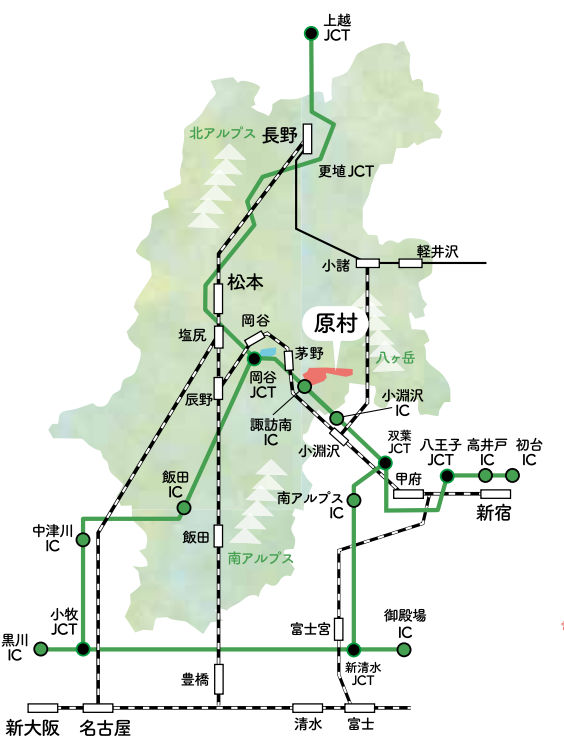 上越
JCT
北アルプス
長野
更埴JCT
軽井沢
小諸
松本
岡谷
原村
塩尻
茅野
八ヶ岳
岡谷
JCT
辰野
小淵沢
IC
諏訪南
IC
小淵沢
双葉
JCT
八王子
JCT
高井戸
IC
初台
IC
飯田
IC
甲府
南アルプス
IC
新宿
中津川
IC
飯田
南アルプス
小牧
JCT
御殿場
IC
富士宮
黒川
IC
新清水
JCT
豊橋
新大阪
名古屋
清水
富士